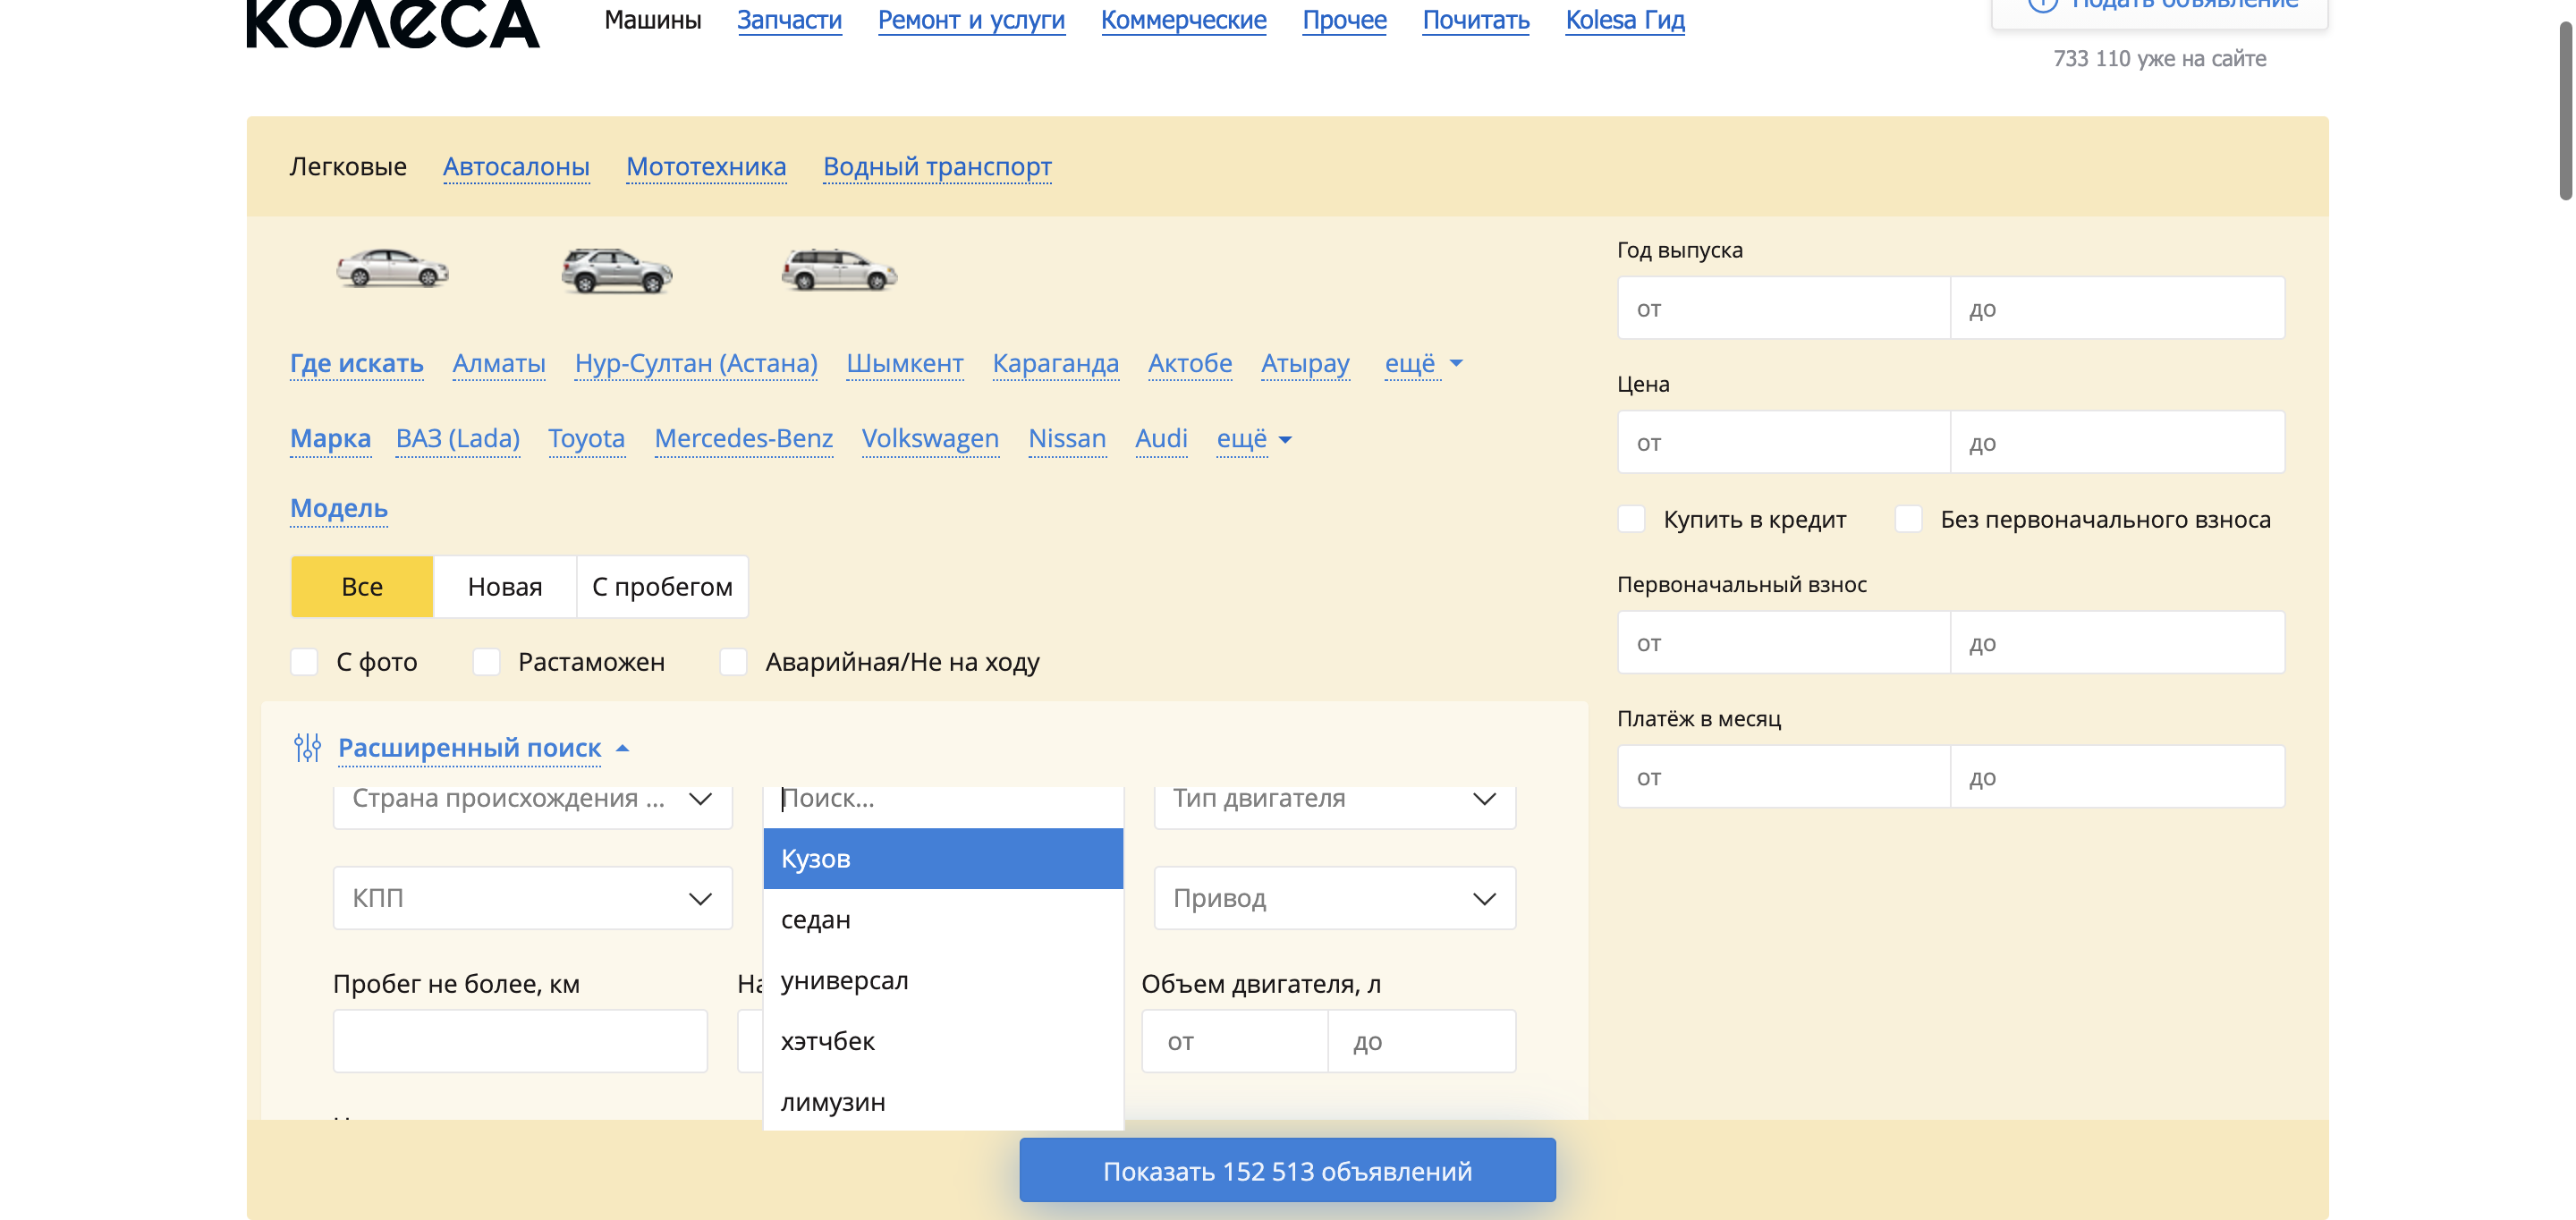 КОЛЕСА
Машины Запчасти Ремонт и услуги Коммерческие Прочее Почитать Kolesa Гид
Подать объявление
733 110 уже на сайте
Легковые Автосалоны Мототехника Водный транспорт
Где искать Алматы Нур-Султан (Астана) Шымкент Караганда Актобе Атырау ещё
Марка ВАЗ (Lada) Toyota Mercedes-Benz Volkswagen Nissan Audi ещё
Модель
Все Новая С пробегом
С фото Растаможен Аварийная/Не на ходу
Расширенный поиск
Страна происхождения ... Поиск... Тип двигателя
Кузов
седан
универсал
хэтчбек
лимузин
КПП Привод
Пробег не более, км На Объем двигателя, л
от до
Показать 152 513 объявлений
Год выпуска
от до
Цена
от до
Купить в кредит Без первоначального взноса
Первоначальный взнос
от до
Платёж в месяц
от до